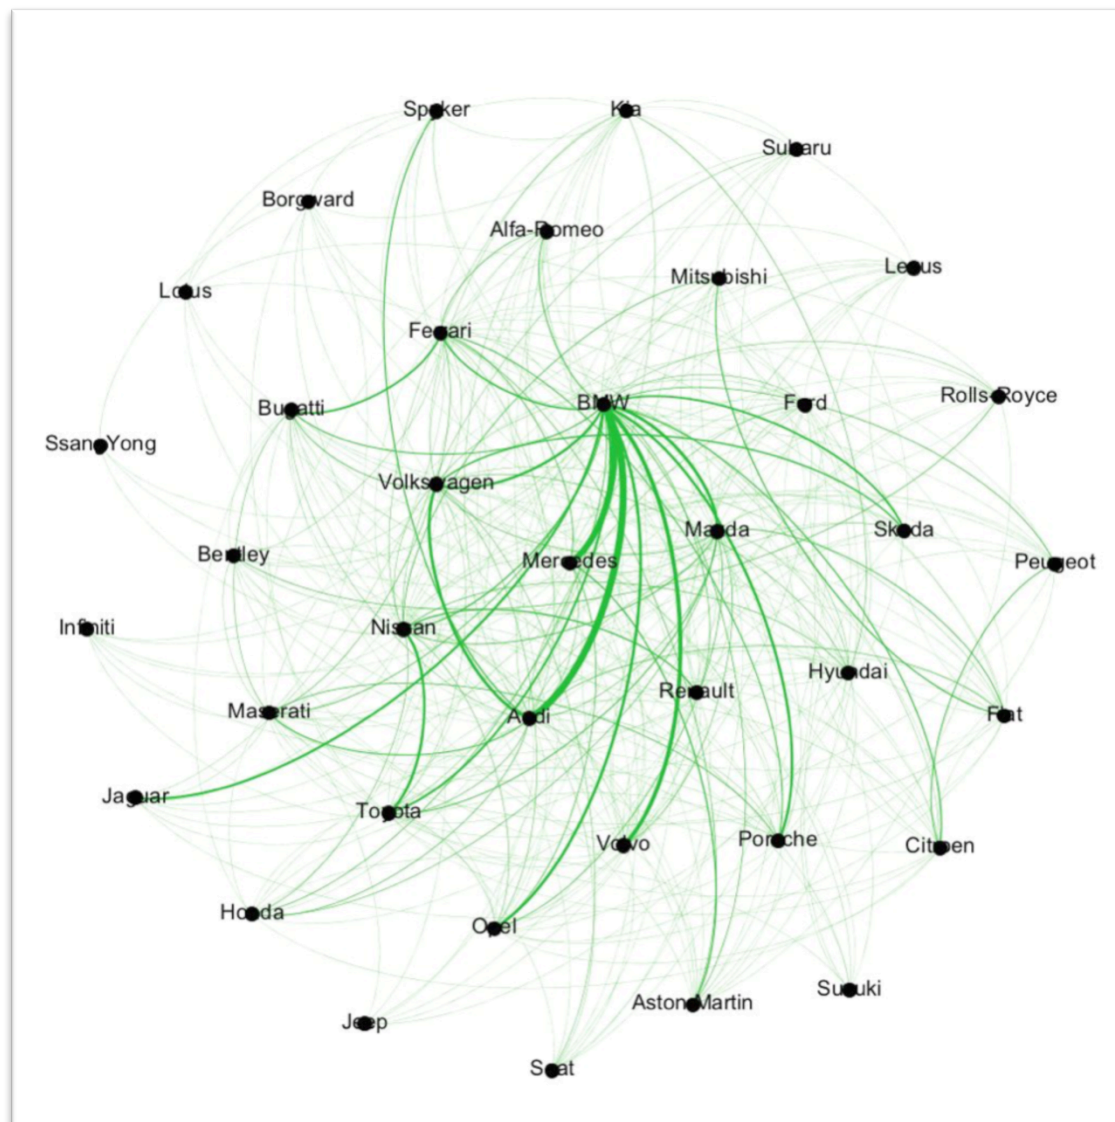 Spyker
Kia
Subaru
Borgward
Alfa-Romeo
Mitsubishi
Lexus
Lotus
Ferrari
Bugatti
BMW
Ford
Rolls-Royce
SsangYong
Volkswagen
Mazda
Skoda
Bentley
Mercedes
Peugeot
Infiniti
Nissan
Hyundai
Renault
Maserati
Audi
Fiat
Jaguar
Toyota
Volvo
Porsche
Citroen
Honda
Opel
Suzuki
Aston Martin
Jeep
Seat